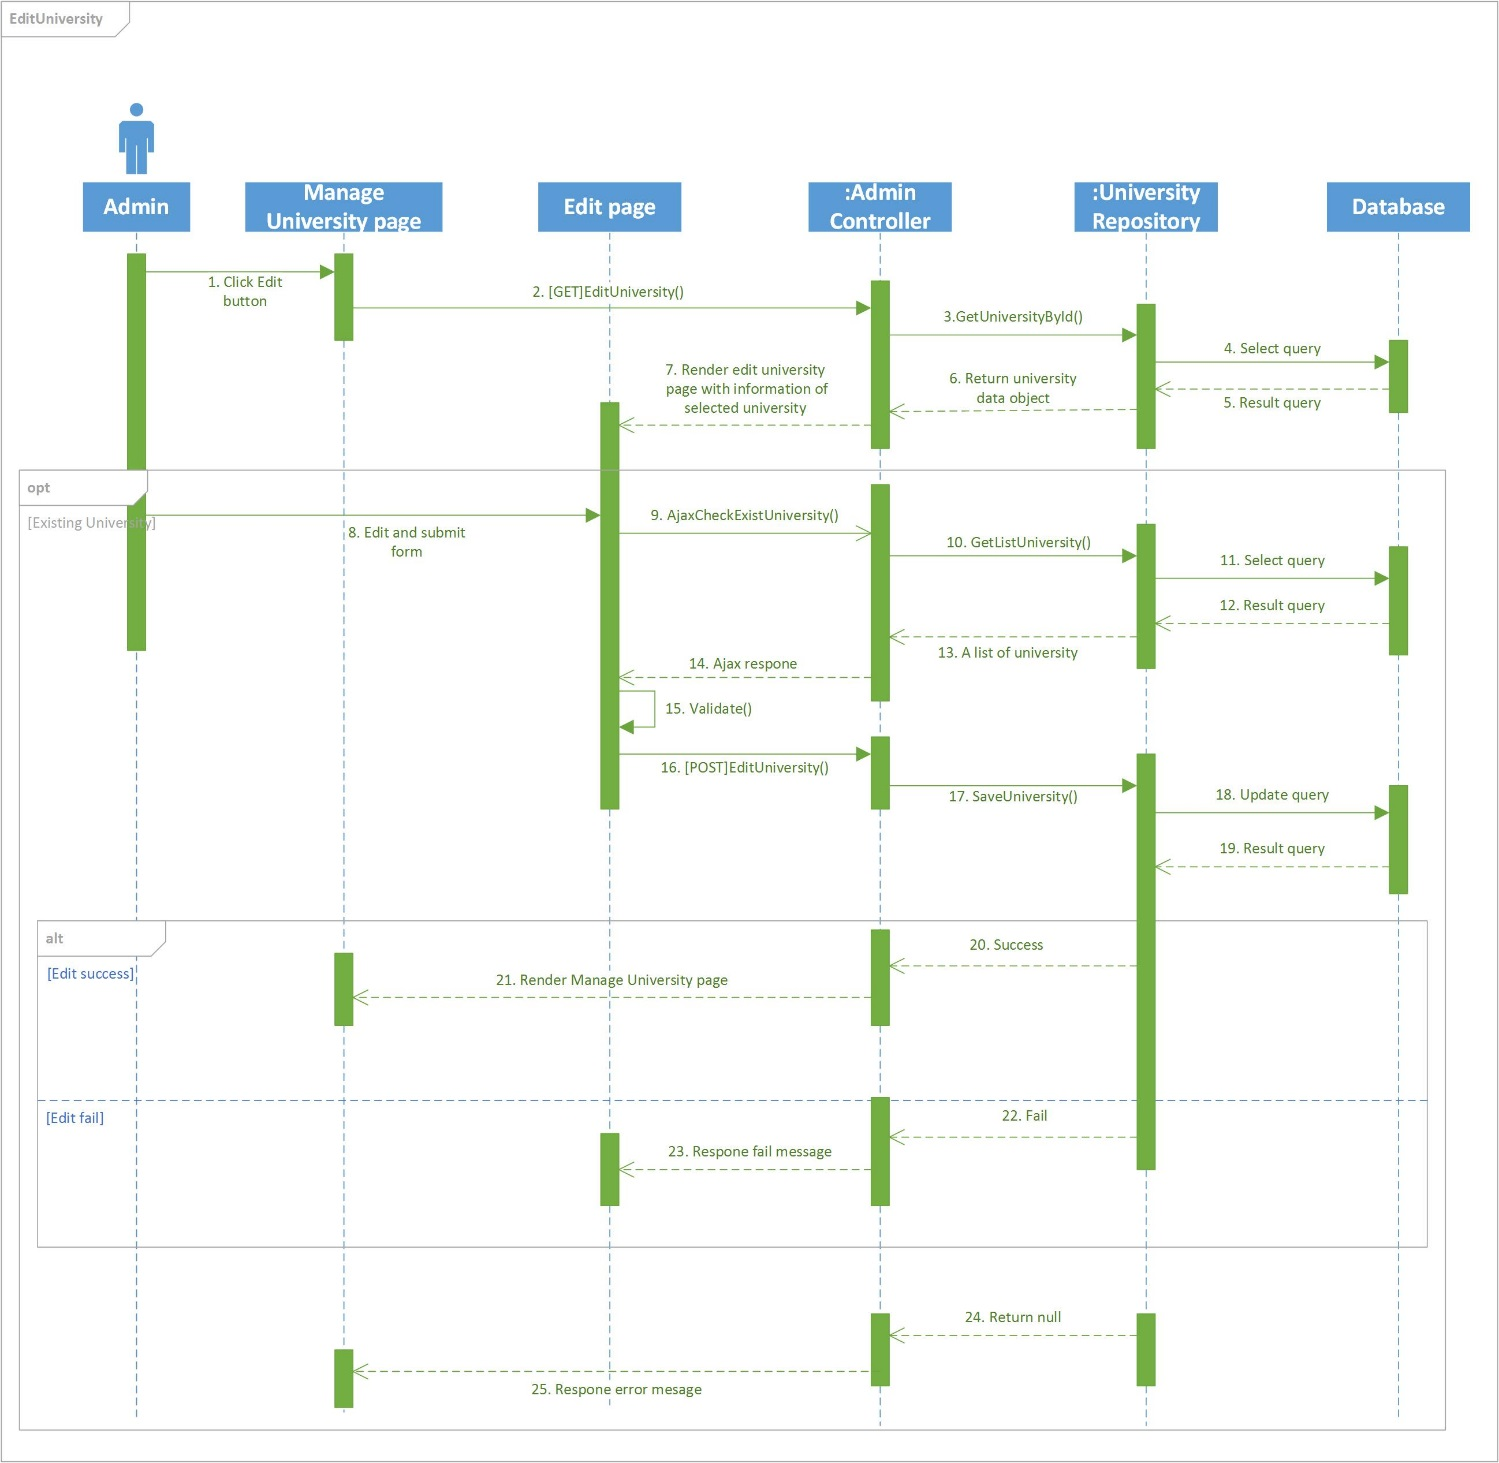 EditUniversity
Admin
Manage
University page
Edit page
:Admin
Controller
:University
Repository
Database
1. Click Edit
button
2. [GET]EditUniversity()
3.GetUniversityById()
4. Select query
5. Result query
6. Return university
data object
7. Render edit university
page with information of
selected university
opt
[Existing University]
8. Edit and submit
form
9. AjaxCheckExistUniversity()
10. GetListUniversity()
11. Select query
12. Result query
13. A list of university
14. Ajax respone
15. Validate()
16. [POST]EditUniversity()
17. SaveUniversity()
18. Update query
19. Result query
alt
[Edit success]
20. Success
21. Render Manage University page
[Edit fail]
22. Fail
23. Respone fail message
24. Return null
25. Respone error mesage